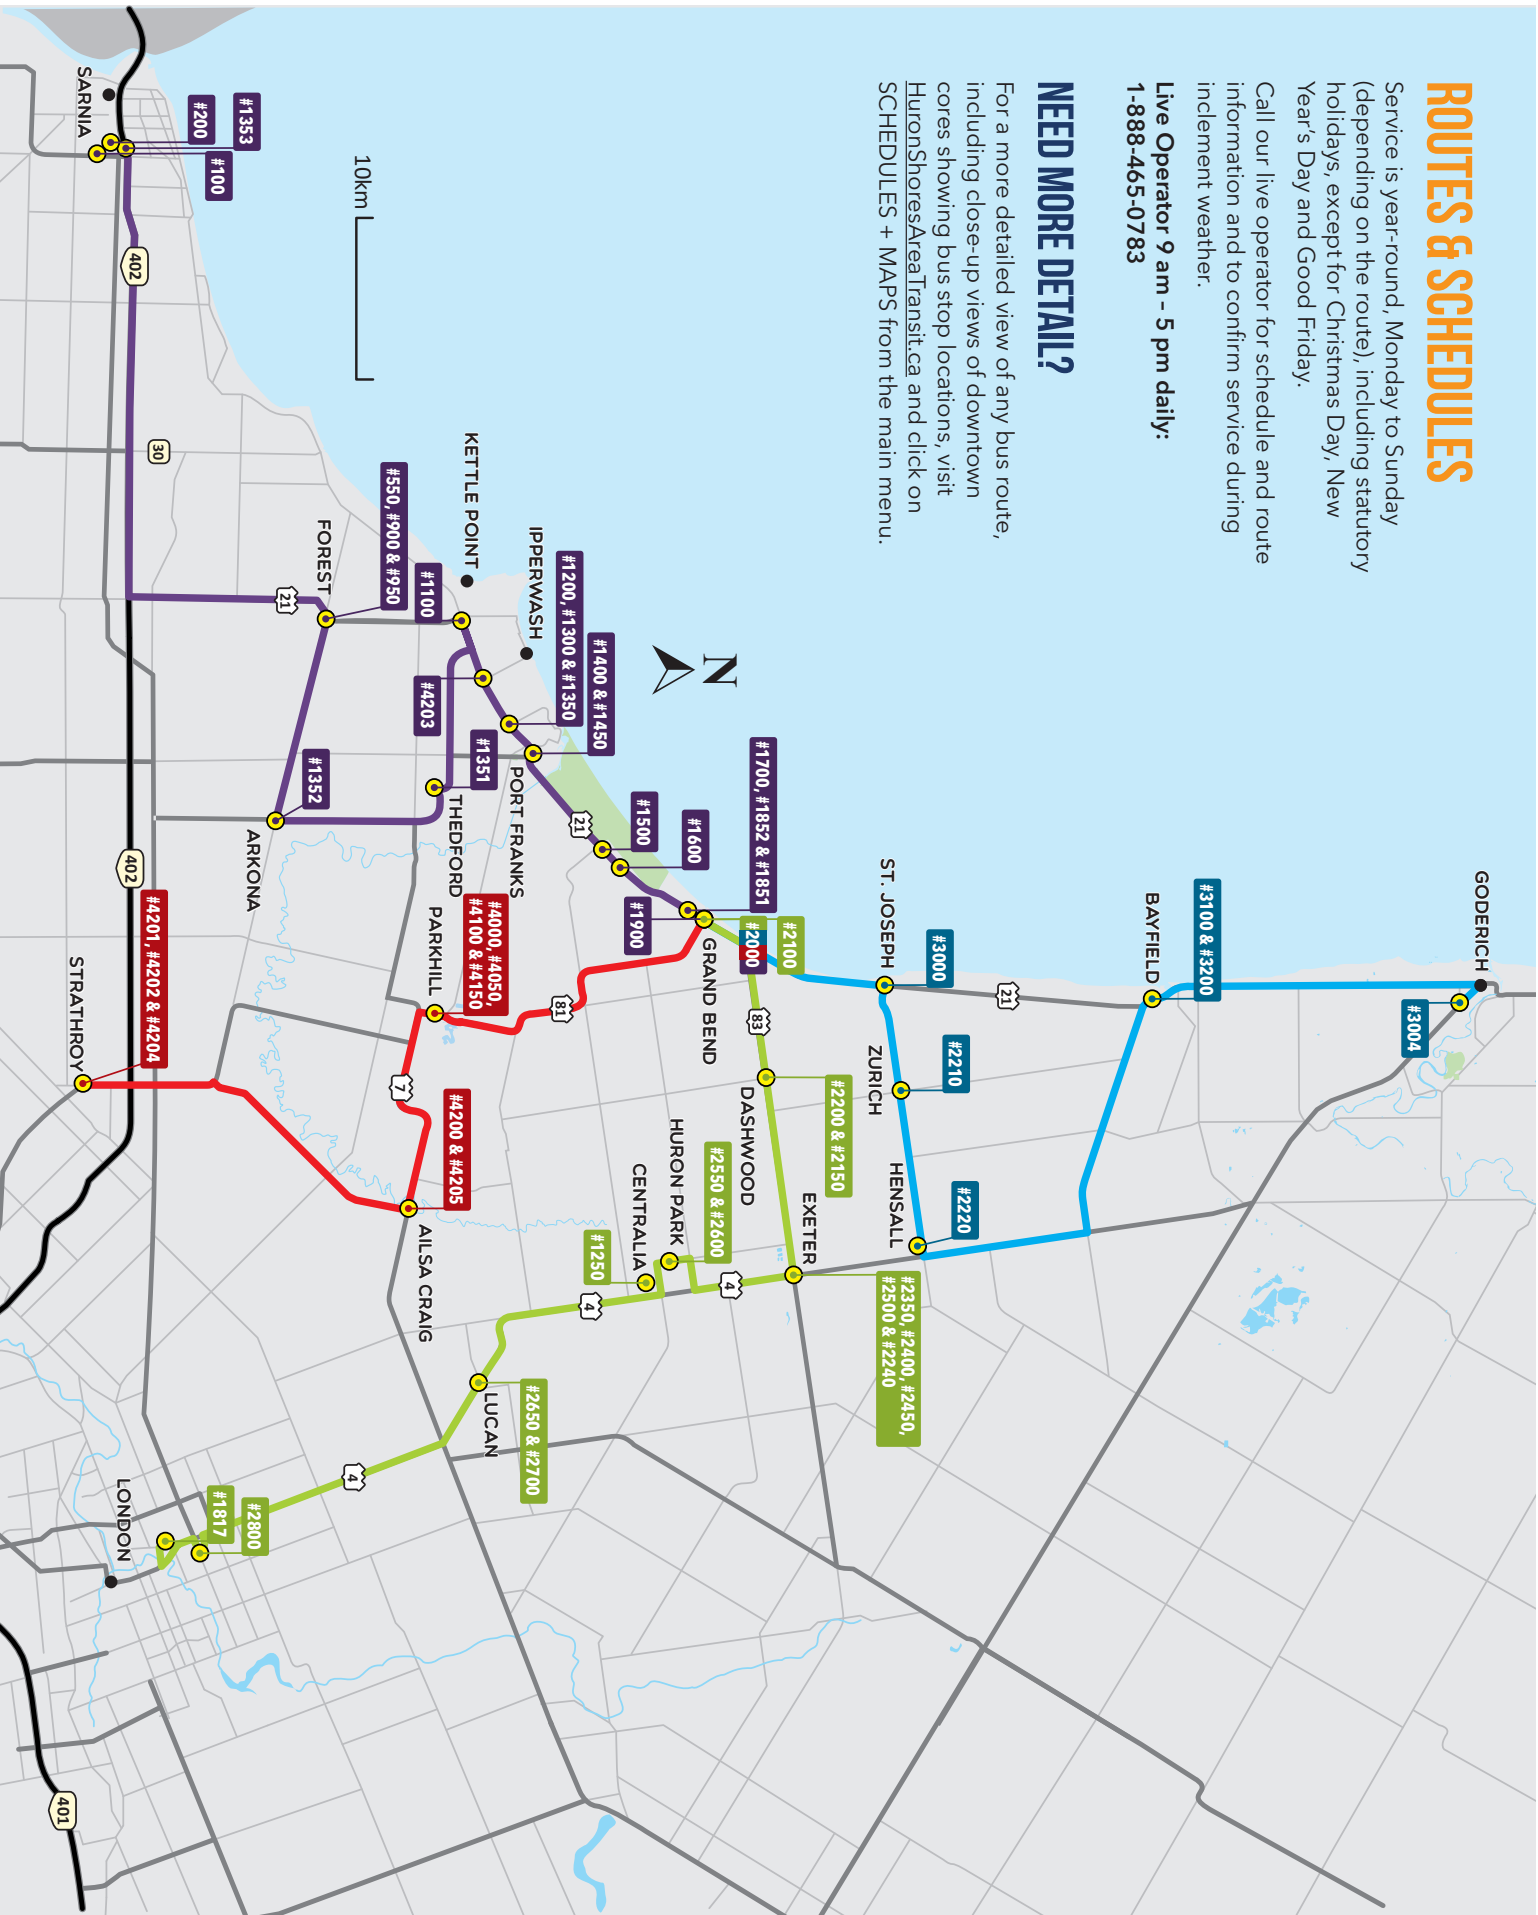 ROUTES & SCHEDULES
Service is year-round, Monday to Sunday
(depending on the route), including statutory
holidays, except for Christmas Day, New
Year's Day and Good Friday.
Call our live operator for schedule and route
information and to confirm service during
inclement weather.
Live Operator 9 am - 5 pm daily:
1-888-465-0783
NEED MORE DETAIL?
For a more detailed view of any bus route,
including close-up views of downtown
cores showing bus stop locations, visit
HuronShoresAreaTransit.ca and click on
SCHEDULES + MAPS from the main menu.
N
10km
GODERICH
#3004
#3100 & #3200
BAYFIELD
21
#3000
ST. JOSEPH
#2210
ZURICH
#2220
HENSALL
#2100
#2000
#1700, #1852 & #1851
#1900
GRAND BEND
83
#2200 & #2150
DASHWOOD
EXETER
#2350, #2400, #2450,
#2500 & #2240
4
#2550 & #2600
HURON PARK
CENTRALIA
#1250
4
#2650 & #2700
LUCAN
4
#2800
#1817
LONDON
401
#1600
#1500
21
#1400 & #1450
#1200, #1300 & #1350
IPPERWASH
PORT FRANKS
KETTLE POINT
#1100
#4203
#1351
THEDFORD
#550, #900 & #950
FOREST
21
#1352
ARKONA
81
#4000, #4050,
#4100 & #4150
PARKHILL
7
#4200 & #4205
AILSA CRAIG
#4201, #4202 & #4204
STRATHROY
402
30
402
#1353
#200
#100
SARNIA